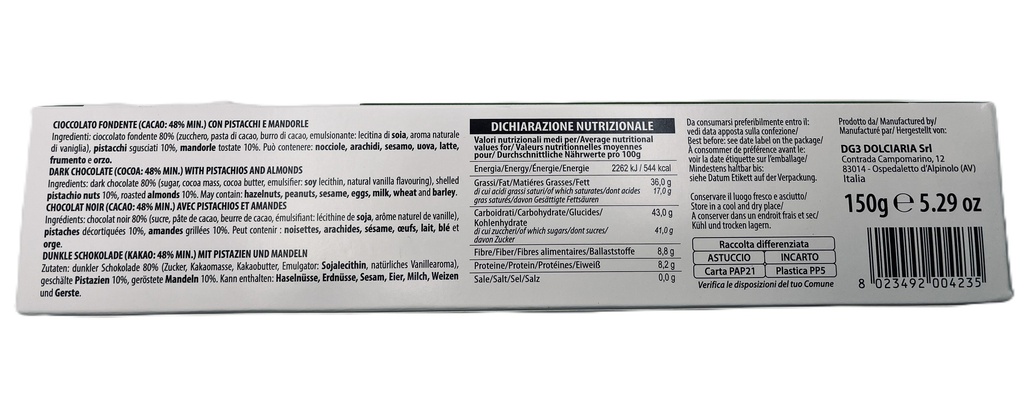 CIOCCOLATO FONDENTE (CACAO: 48% MIN.) CON PISTACCHI E MANDORLE
Ingredienti: cioccolato fondente 80% (zucchero, pasta di cacao, burro di cacao, emulsionante: lecitina di soia, aroma naturale
di vaniglia), pistacchi sgusciati 10%, mandorle tostate 10%. Può contenere: nocciole, arachidi, sesamo, uova, latte,
frumento e orzo.
DARK CHOCOLATE (COCOA: 48% MIN.) WITH PISTACHIOS AND ALMONDS
Ingredients: dark chocolate 80% (sugar, cocoa mass, cocoa butter, emulsifier: soy lecithin, natural vanilla flavouring), shelled
pistachio nuts 10%, roasted almonds 10%. May contain: hazelnuts, peanuts, sesame, eggs, milk, wheat and barley.
CHOCOLAT NOIR (CACAO: 48% MIN.) AVEC PISTACHES ET AMANDES
Ingrédients: chocolat noir 80% (sucre, pâte de cacao, beurre de cacao, émulsifiant: lécithine de soja, arôme naturel de vanille),
pistaches décortiquées 10%, amandes grillées 10%. Peut contenir : noisettes, arachides, sésame, œufs, lait, blé et
orge.
DUNKLE SCHOKOLADE (KAKAO: 48% MIN.) MIT PISTAZIEN UND MANDELN
Zutaten: dunkler Schokolade 80% (Zucker, Kakaomasse, Kakaobutter, Emulgator: Sojalecithin, natürliches Vanillearoma),
geschälte Pistazien 10%, geröstete Mandeln 10%. Kann enthalten: Haselnüsse, Erdnüsse, Sesam, Eier, Milch, Weizen
und Gerste.
DICHIARAZIONE NUTRIZIONALE
Valori nutrizionali medi per/Average nutritional
values for/ Valeurs nutritionnelles moyennes
pour/ Durchschnittliche Nährwerte pro 100g
Energia/Energy/Énergie/Energie 2262 kJ / 544 kcal
Grassi/Fat/Matiéres Grasses/Fett 36,0 g
di cui acidi grassi saturi/of which saturates/dont acides 17,0 g
gras saturés/davon Gesättigte Fettsäuren
Carboidrati/Carbohydrate/Glucides/ 43,0 g
Kohlenhydrate
di cui zuccheri/of which sugars/dont sucres/ 41,0 g
davon Zucker
Fibre/Fiber/Fibres alimentaires/Ballaststoffe 8,8 g
Proteine/Protein/Protéines/Eiweiß 8,2 g
Sale/Salt/Sel/Salz 0,0 g
Da consumarsi preferibilmente entro il:
vedi data apposta sulla confezione/
Best before: see date label on the package/
À consommer de préférence avant le:
voir la date étiquette sur l'emballage/
Mindestens haltbar bis:
siehe Datum Etikett auf der Verpackung.
Conservare il luogo fresco e asciutto/
Store in a cool and dry place/
A conserver dans un endroit frais et sec/
Kühl und trocken lagern.
Raccolta differenziata
ASTUCCIO INCARTO
Carta PAP21 Plastica PP5
Verifica le disposizioni del tuo Comune
Prodotto da/ Manufactured by/
Manufacturé par/ Hergestellt von:
DG3 DOLCIARIA Srl
Contrada Campomarino, 12
83014 - Ospedaletto d'Alpinolo (AV)
Italia
150g e 5.29 oz
8 023492 004235